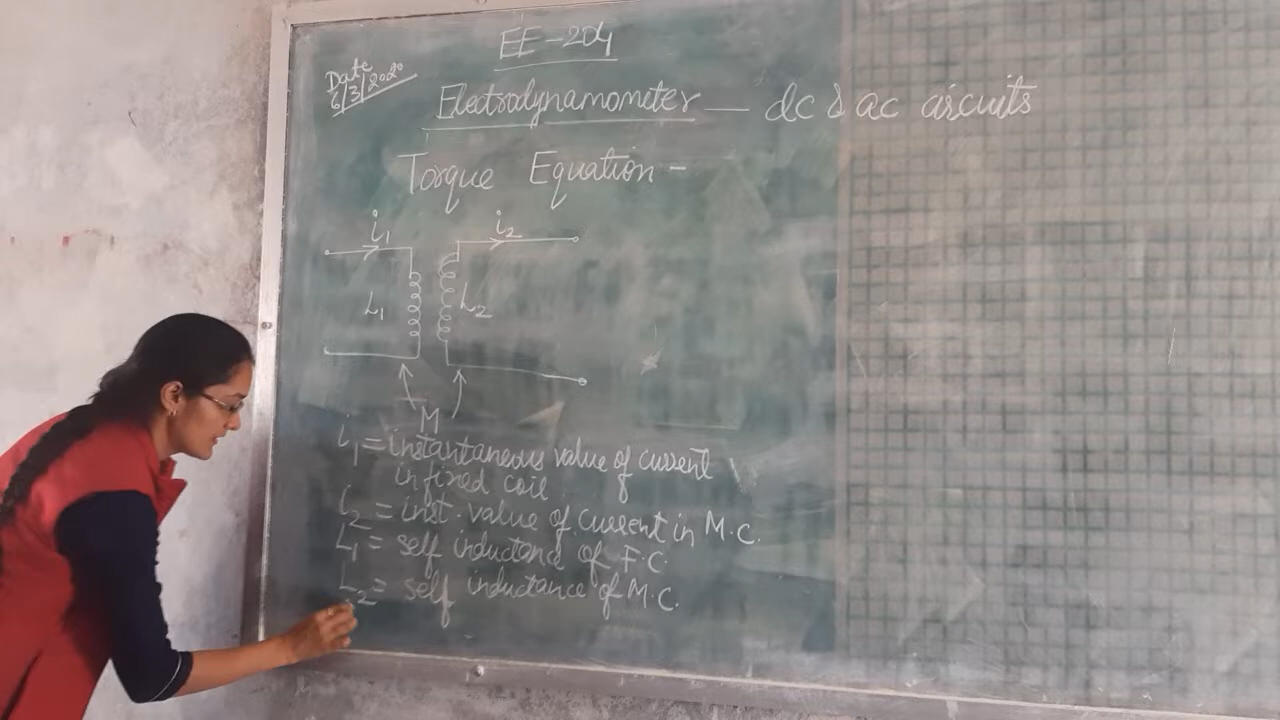 EE-204
Date
6/3/2020
Electrodynamometer — dc & ac circuits
Torque Equation -
i1 i2
L1 L2
M
i1 = instantaneous value of current
in fixed coil
i2 = inst. value of current in M.C.
L1 = self inductance of F.C.
L2 = self inductance of M.C.